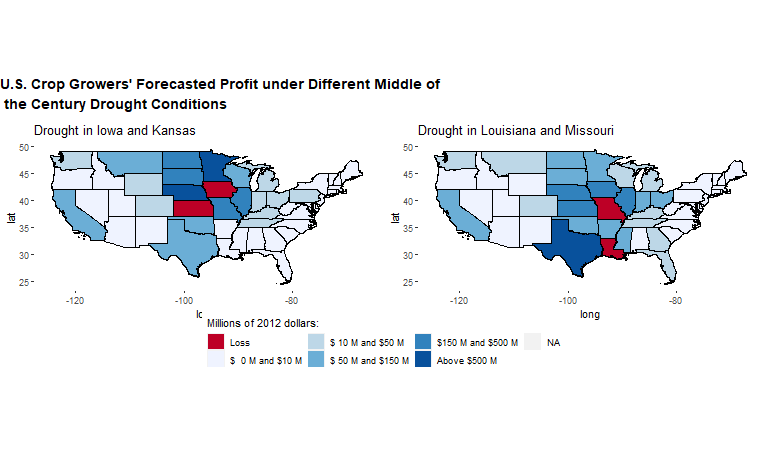 U.S. Crop Growers' Forecasted Profit under Different Middle of
the Century Drought Conditions
Drought in Iowa and Kansas
Drought in Louisiana and Missouri
50
45
40
35
30
25
lat
-120
-100
-80
50
45
40
35
30
25
lat
-120
-100
-80
long
Millions of 2012 dollars:
Loss
$ 0 M and $10 M
$ 10 M and $50 M
$ 50 M and $150 M
$150 M and $500 M
Above $500 M
NA